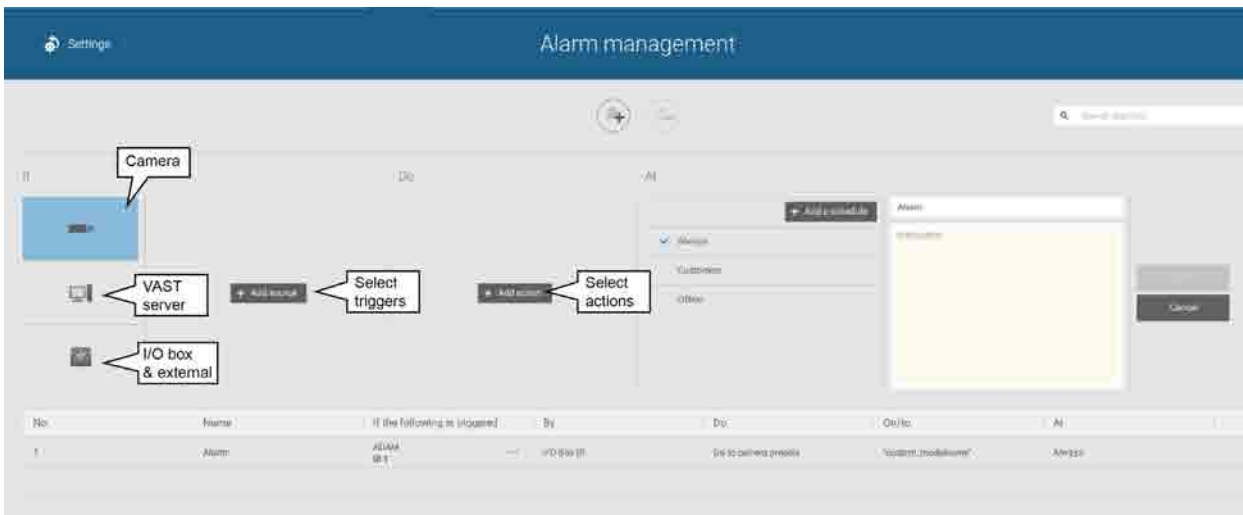 Settings
Alarm management
Camera
If
Do
At
+ Add a schedule
Alarm
Always
VAST
server
+ Add source
Select
triggers
+ Add action
Select
actions
Customize
Office
Cancel
I/O box
& external
No.
Name
If the following is triggered
By
Do
On/to
At
1
Alarm
ADAM
I/O Box DI
Go to camera presets
Always